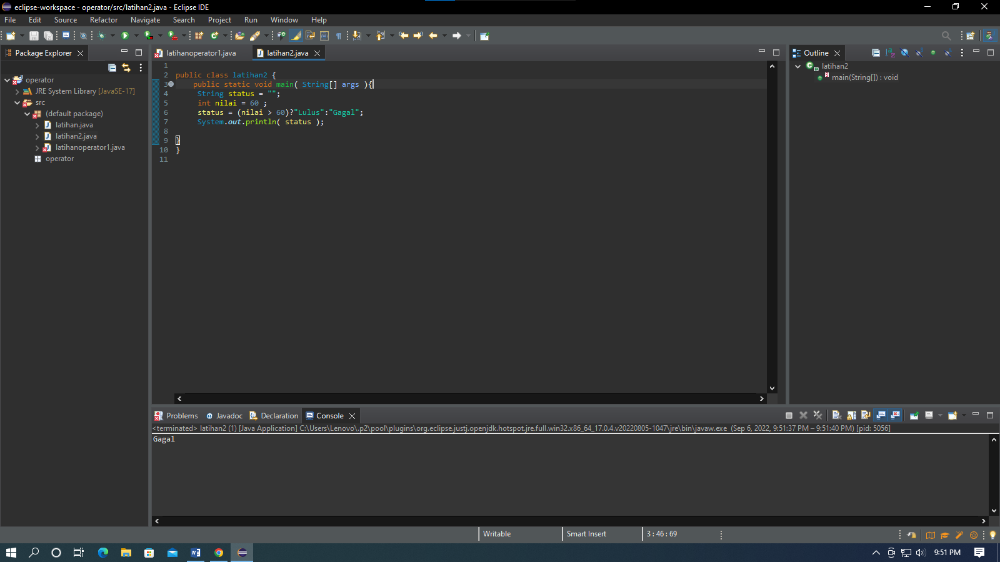 eclipse-workspace - operator/src/latihan2.java - Eclipse IDE
File Edit Source Refactor Navigate Search Project Run Window Help
Package Explorer
operator
JRE System Library [JavaSE-17]
src
(default package)
latihan.java
latihan2.java
latihanoperator1.java
operator
latihanoperator1.java latihan2.java
1
2 public class latihan2 {
3 public static void main( String[] args ){
4 String status = "";
5 int nilai = 60 ;
6 status = (nilai > 60)?"Lulus":"Gagal";
7 System.out.println( status );
8
9 }
10 }
11
Outline
latihan2
main(String[]) : void
Problems Javadoc Declaration Console
<terminated> latihan2 (1) [Java Application] C:\Users\Lenovo\.p2\pool\plugins\org.eclipse.justj.openjdk.hotspot.jre.full.win32.x86_64_17.0.4.v20220805-1047\jre\bin\javaw.exe (Sep 6, 2022, 9:51:37 PM – 9:51:40 PM) [pid: 5056]
Gagal
Writable Smart Insert 3 : 46 : 69
9:51 PM